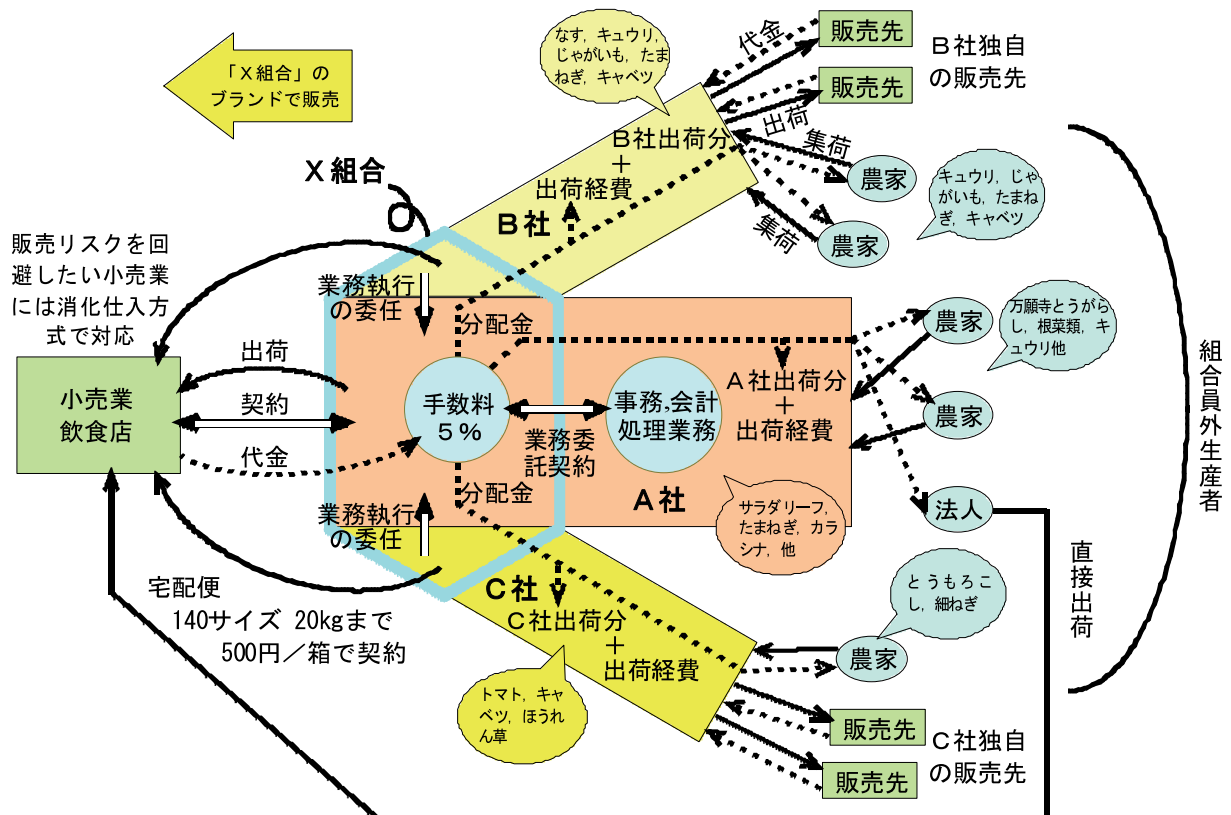 「X組合」の
ブランドで販売
なす，キュウリ，
じゃがいも，たま
ねぎ，キャベツ
代金
販売先
販売先
B社独自
の販売先
出荷
集荷
集荷
農家
農家
キュウリ，じゃ
がいも，たまね
ぎ，キャベツ
X組合
B社出荷分
＋
出荷経費
B社
販売リスクを回
避したい小売業
には消化仕入方
式で対応
業務執行
の委任
分配金
出荷
契約
代金
小売業
飲食店
手数料
5％
業務委
託契約
事務,会計
処理業務
A社出荷分
＋
出荷経費
A社
農家
農家
法人
万願寺とうがら
し，根菜類，キ
ュウリ他
サラダリーフ，
たまねぎ，カラ
シナ，他
組合員外生産者
直接出荷
分配金
業務執行
の委任
C社
C社出荷分
＋
出荷経費
宅配便
140サイズ 20kgまで
500円／箱で契約
トマト，キャ
ベツ，ほうれ
ん草
とうもろこ
し，細ねぎ
農家
販売先
販売先
C社独自
の販売先